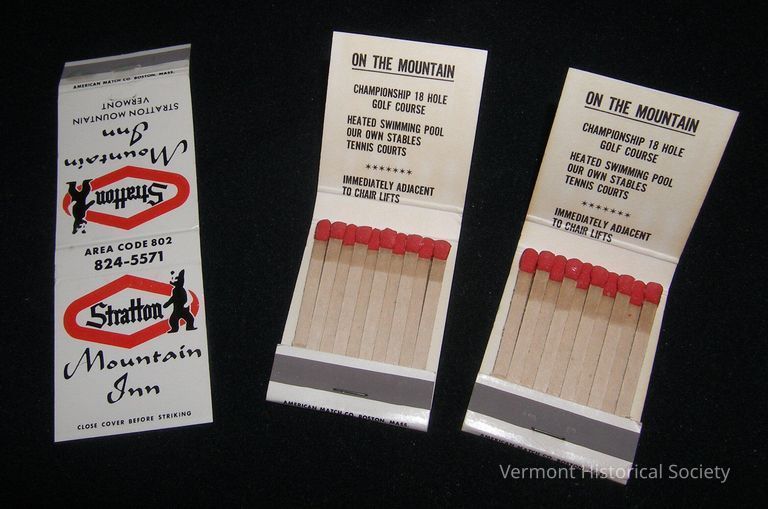 AMERICAN MATCH CO. BOSTON, MASS.
STRATTON MOUNTAIN
VERMONT
Mountain
Inn
Stratton
AREA CODE 802
824-5571
Stratton
Mountain
Inn
CLOSE COVER BEFORE STRIKING
ON THE MOUNTAIN
CHAMPIONSHIP 18 HOLE
GOLF COURSE
HEATED SWIMMING POOL
OUR OWN STABLES
TENNIS COURTS
*******
IMMEDIATELY ADJACENT
TO CHAIR LIFTS
AMERICAN MATCH CO. BOSTON, MASS.
ON THE MOUNTAIN
CHAMPIONSHIP 18 HOLE
GOLF COURSE
HEATED SWIMMING POOL
OUR OWN STABLES
TENNIS COURTS
*******
IMMEDIATELY ADJACENT
TO CHAIR LIFTS
Vermont Historical Society